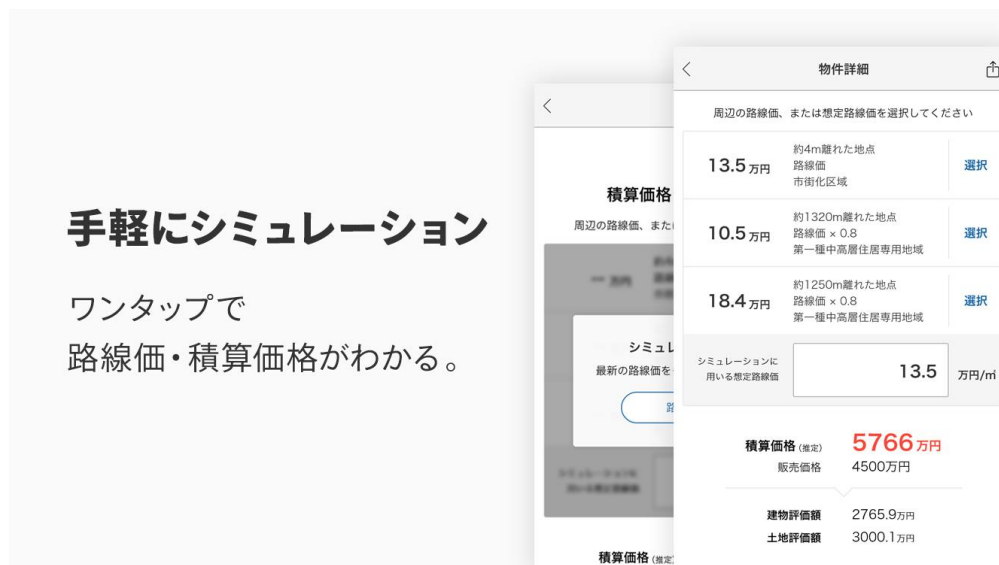 手軽にシミュレーション
ワンタップで
路線価・積算価格がわかる。
積算価格
周辺の路線価、また
万円
シミュレ
最新の路線価を
積算価格(推定
物件詳細
周辺の路線価、または想定路線価を選択してください
13.5万円
約4m離れた地点
路線価
市街化区域
選択
10.5万円
約1320m離れた地点
路線価 × 0.8
第一種中高層住居専用地域
選択
18.4万円
約1250m離れた地点
路線価 × 0.8
第一種中高層住居専用地域
選択
シミュレーションに
用いる想定路線価
13.5
万円/㎡
積算価格(推定)
5766万円
販売価格
4500万円
建物評価額
2765.9万円
土地評価額
3000.1万円